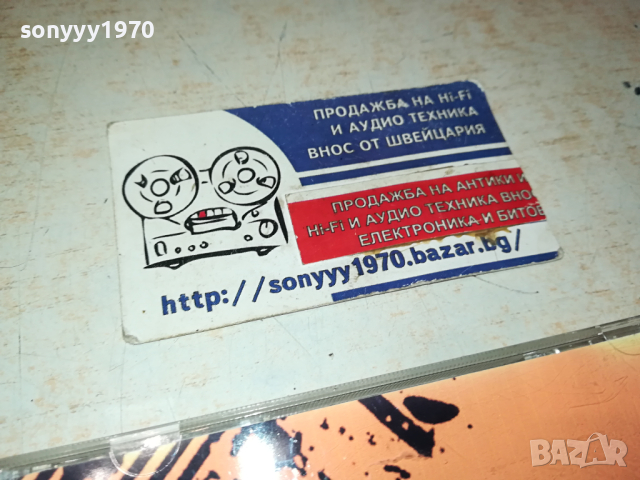 sonyyy1970
ПРОДАЖБА НА Hi-Fi
И АУДИО ТЕХНИКА
ВНОС ОТ ШВЕЙЦАРИЯ
ПРОДАЖБА НА АНТИКИ И
Hi-Fi И АУДИО ТЕХНИКА ВНО
ЕЛЕКТРОНИКА И БИТОВ
http://sonyyy1970.bazar.bg/
BAZAR